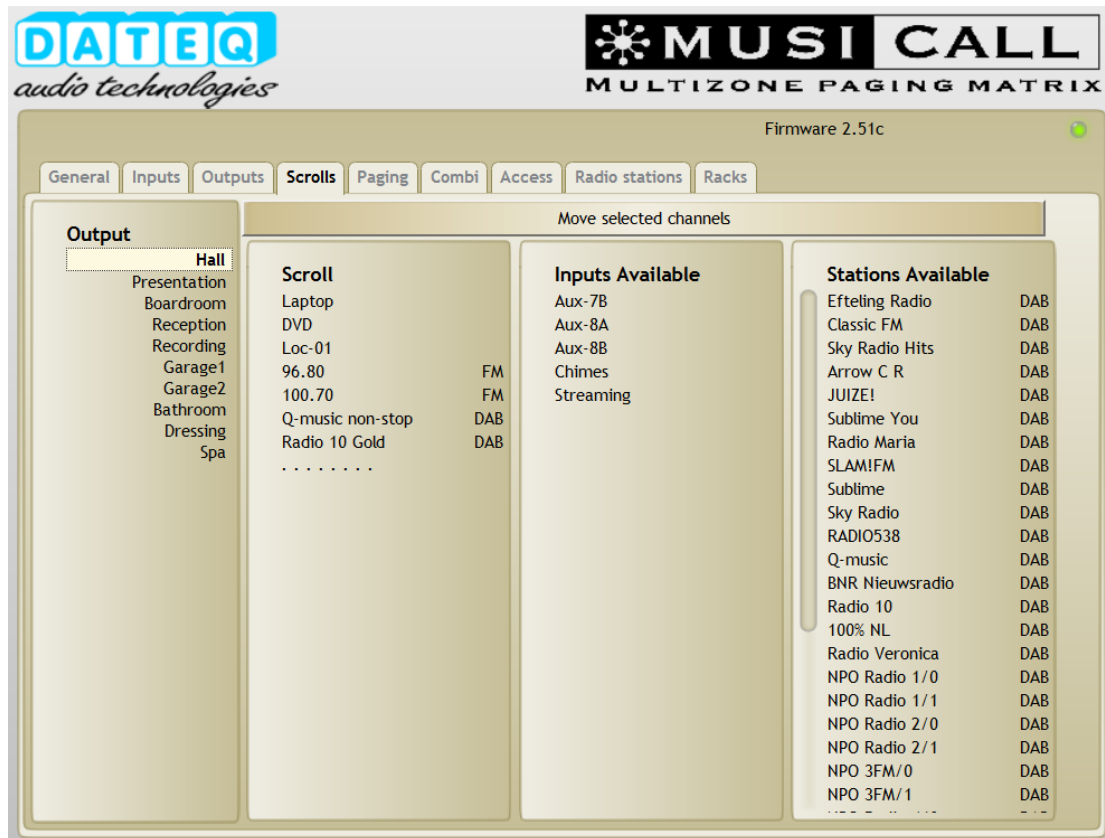 DATEQ
audio technologies
MUSI CALL
MULTIZONE PAGING MATRIX
Firmware 2.51c
General Inputs Outputs Scrolls Paging Combi Access Radio stations Racks
Move selected channels
Output
Hall
Presentation
Boardroom
Reception
Recording
Garage1
Garage2
Bathroom
Dressing
Spa
Scroll
Laptop
DVD
Loc-01
96.80 FM
100.70 FM
Q-music non-stop DAB
Radio 10 Gold DAB
. . . . . . . .
Inputs Available
Aux-7B
Aux-8A
Aux-8B
Chimes
Streaming
Stations Available
Efteling Radio DAB
Classic FM DAB
Sky Radio Hits DAB
Arrow C R DAB
JUIZE! DAB
Sublime You DAB
Radio Maria DAB
SLAM!FM DAB
Sublime DAB
Sky Radio DAB
RADIO538 DAB
Q-music DAB
BNR Nieuwsradio DAB
Radio 10 DAB
100% NL DAB
Radio Veronica DAB
NPO Radio 1/0 DAB
NPO Radio 1/1 DAB
NPO Radio 2/0 DAB
NPO Radio 2/1 DAB
NPO 3FM/0 DAB
NPO 3FM/1 DAB